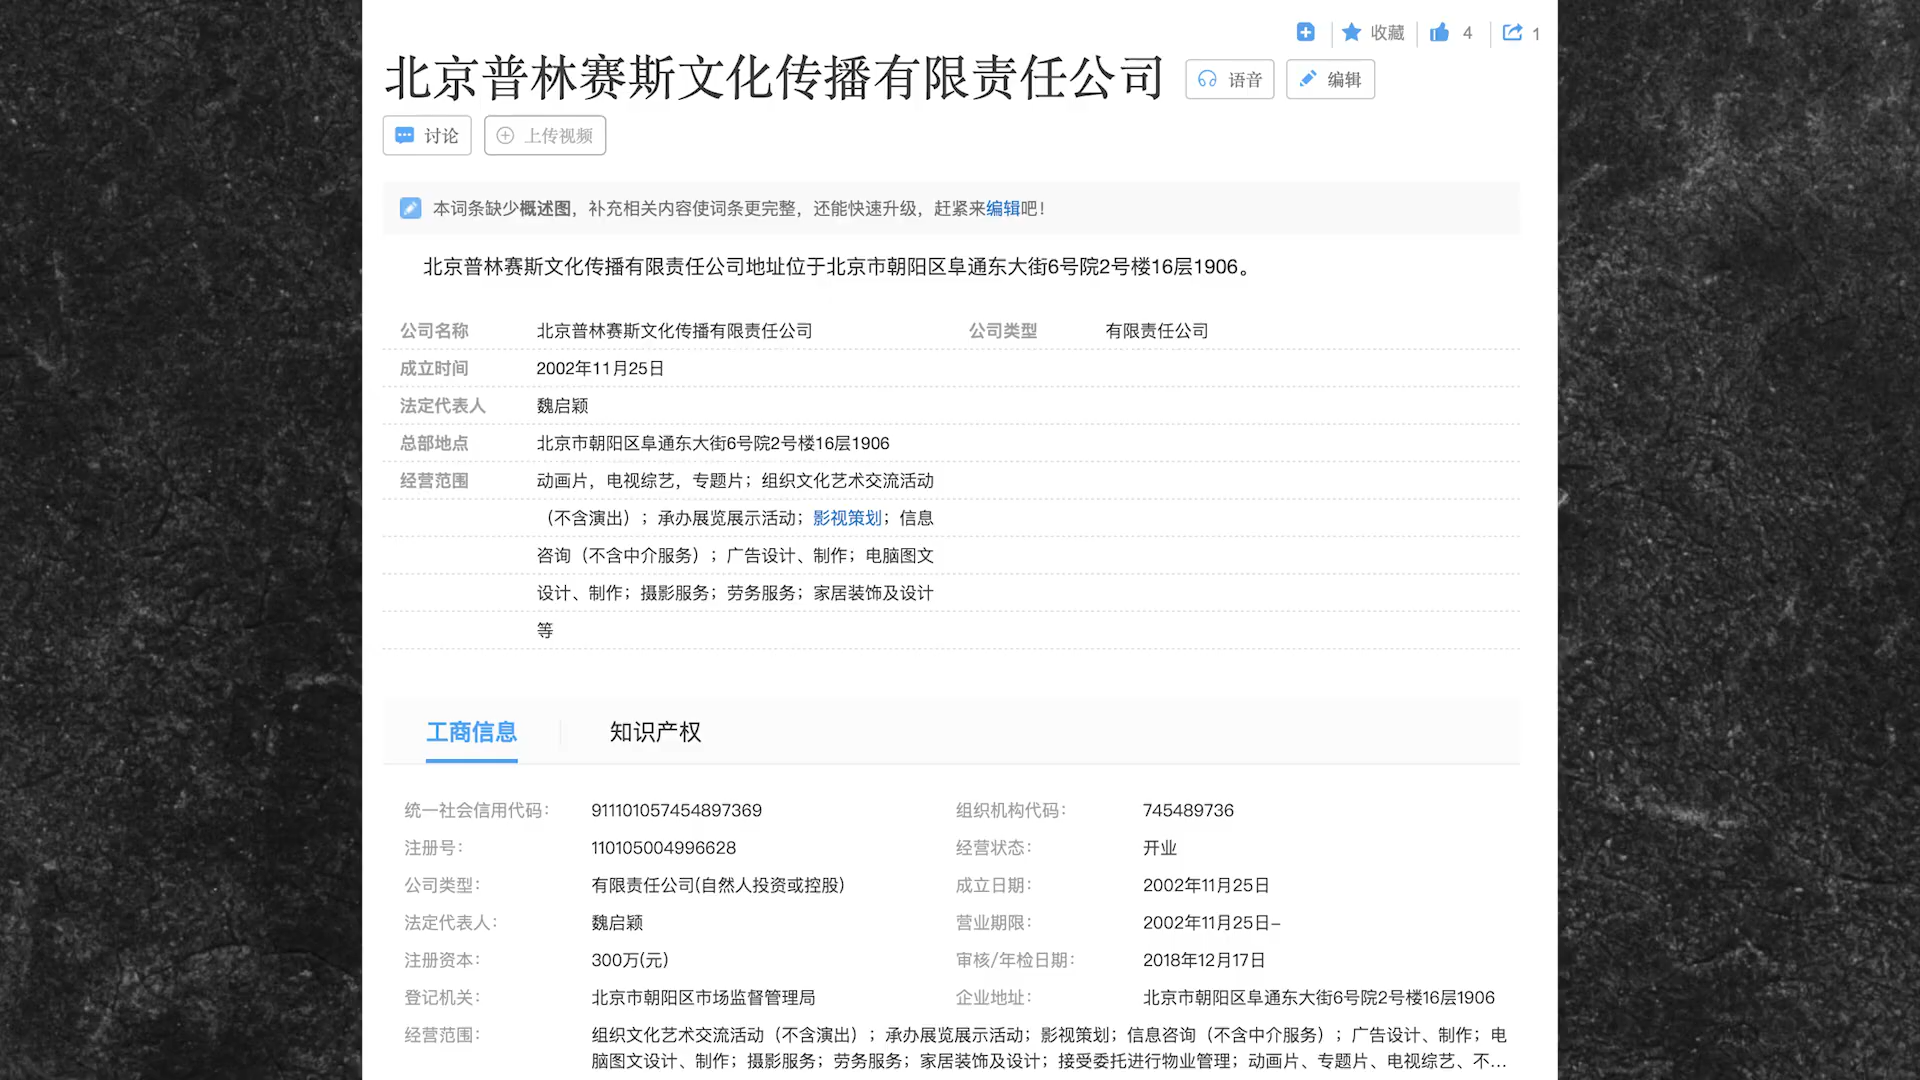 收藏 4 1
北京普林赛斯文化传播有限责任公司 语音 编辑
讨论 上传视频
本词条缺少概述图，补充相关内容使词条更完整，还能快速升级，赶紧来编辑吧！
北京普林赛斯文化传播有限责任公司地址位于北京市朝阳区阜通东大街6号院2号楼16层1906。
公司名称 北京普林赛斯文化传播有限责任公司 公司类型 有限责任公司
成立时间 2002年11月25日
法定代表人 魏启颖
总部地点 北京市朝阳区阜通东大街6号院2号楼16层1906
经营范围 动画片，电视综艺，专题片；组织文化艺术交流活动
（不含演出）；承办展览展示活动；影视策划；信息
咨询（不含中介服务）；广告设计、制作；电脑图文
设计、制作；摄影服务；劳务服务；家居装饰及设计
等
工商信息 知识产权
统一社会信用代码： 911101057454897369 组织机构代码： 745489736
注册号： 110105004996628 经营状态： 开业
公司类型： 有限责任公司(自然人投资或控股) 成立日期： 2002年11月25日
法定代表人： 魏启颖 营业期限： 2002年11月25日–
注册资本： 300万(元) 审核/年检日期： 2018年12月17日
登记机关： 北京市朝阳区市场监督管理局 企业地址： 北京市朝阳区阜通东大街6号院2号楼16层1906
经营范围： 组织文化艺术交流活动（不含演出）；承办展览展示活动；影视策划；信息咨询（不含中介服务）；广告设计、制作；电
脑图文设计、制作；摄影服务；劳务服务；家居装饰及设计；接受委托进行物业管理；动画片、专题片、电视综艺、不...